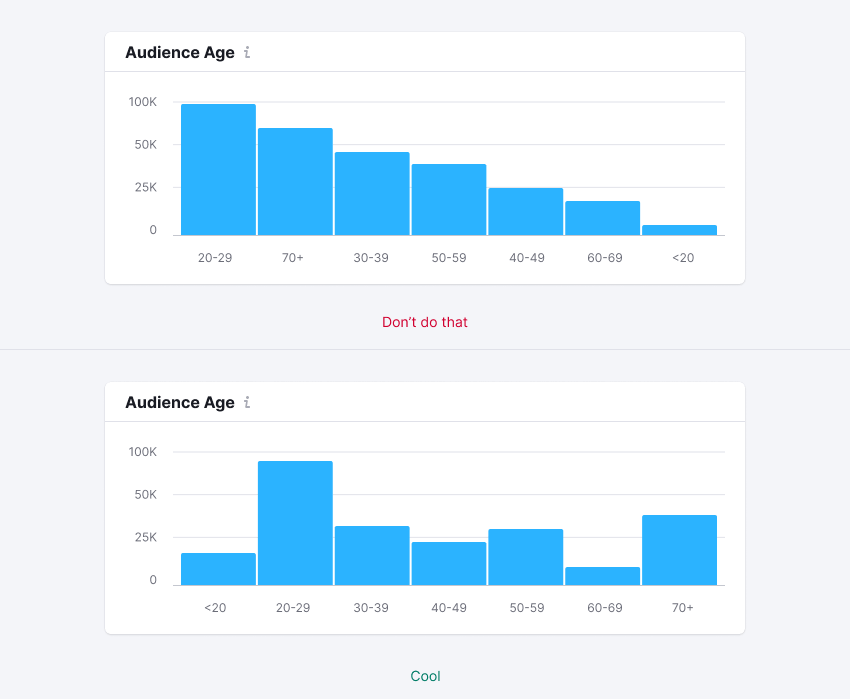 Audience Age i
100K
50K
25K
0
20-29 70+ 30-39 50-59 40-49 60-69 <20
Don’t do that
Audience Age i
100K
50K
25K
0
<20 20-29 30-39 40-49 50-59 60-69 70+
Cool